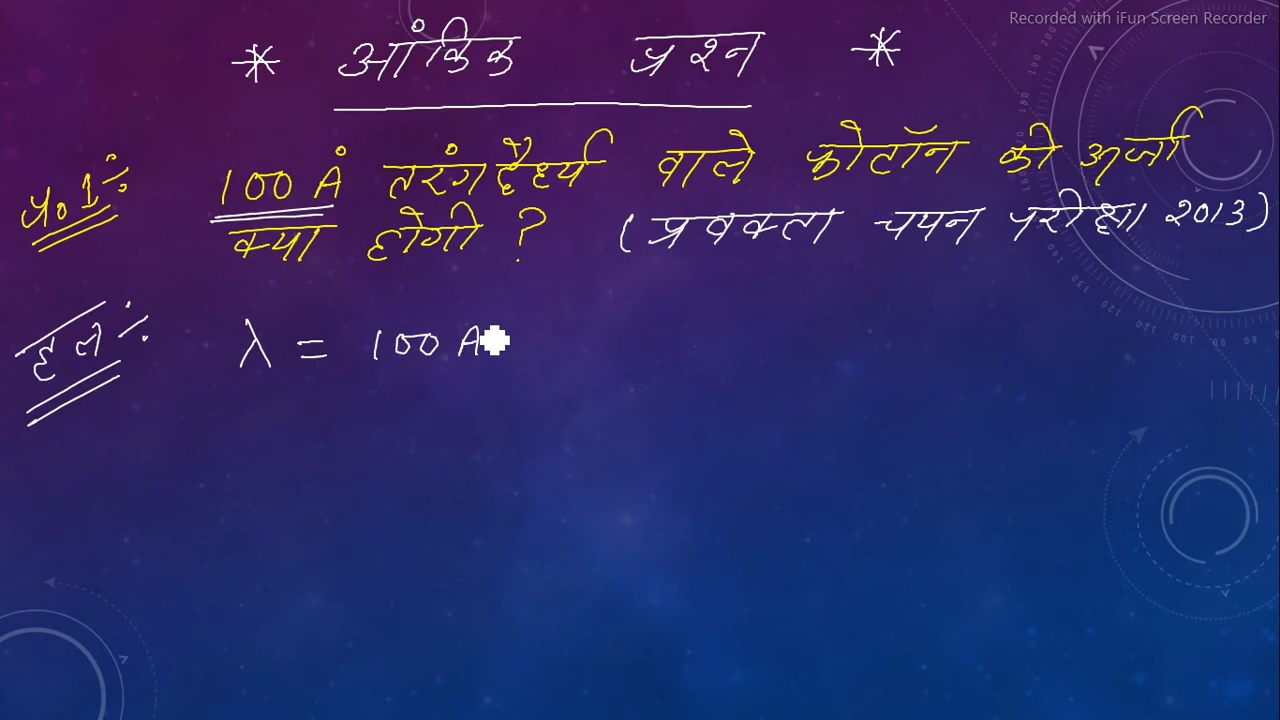 Recorded with iFun Screen Recorder
* आंकिक प्रश्न *
प्र० 1 ÷ 100 Å तरंगदैर्ध्य वाले फोटॉन की ऊर्जा
क्या होगी ? (प्रवक्ता चयन परीक्षा 2013)
हल ÷ λ = 100 A